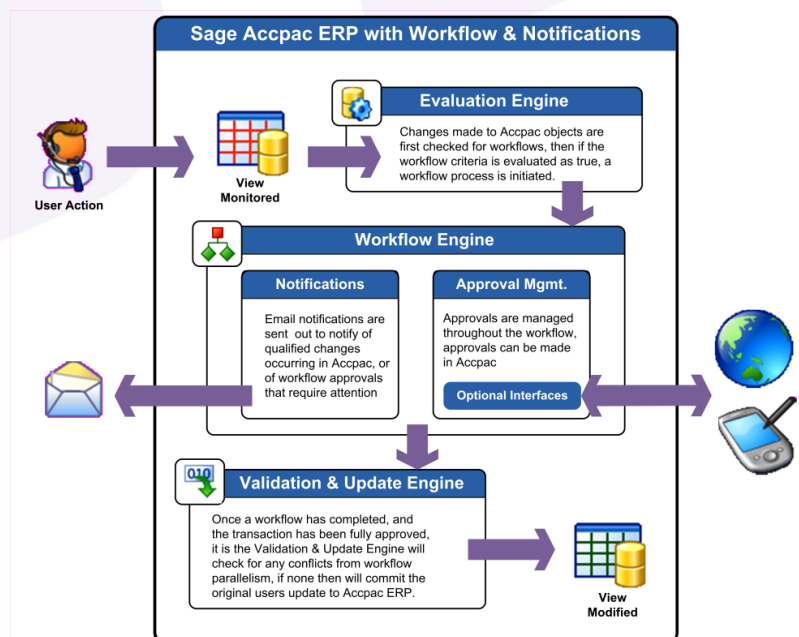 Sage Accpac ERP with Workflow & Notifications
User Action
View
Monitored
Evaluation Engine
Changes made to Accpac objects are
first checked for workflows, then if the
workflow criteria is evaluated as true, a
workflow process is initiated.
Workflow Engine
Notifications
Email notifications are
sent out to notify of
qualified changes
occurring in Accpac, or
of workflow approvals
that require attention
Approval Mgmt.
Approvals are managed
throughout the workflow,
approvals can be made
in Accpac
Optional Interfaces
010
Validation & Update Engine
Once a workflow has completed, and
the transaction has been fully approved,
it is the Validation & Update Engine will
check for any conflicts from workflow
parallelism, if none then will commit the
original users update to Accpac ERP.
View
Modified